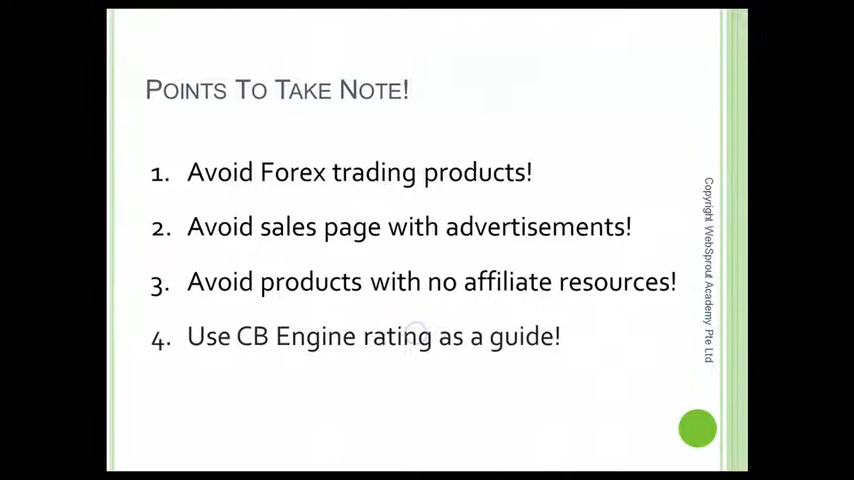 POINTS TO TAKE NOTE!
1. Avoid Forex trading products!
2. Avoid sales page with advertisements!
3. Avoid products with no affiliate resources!
4. Use CB Engine rating as a guide!
Copyright WebSprout Academy Pte Ltd